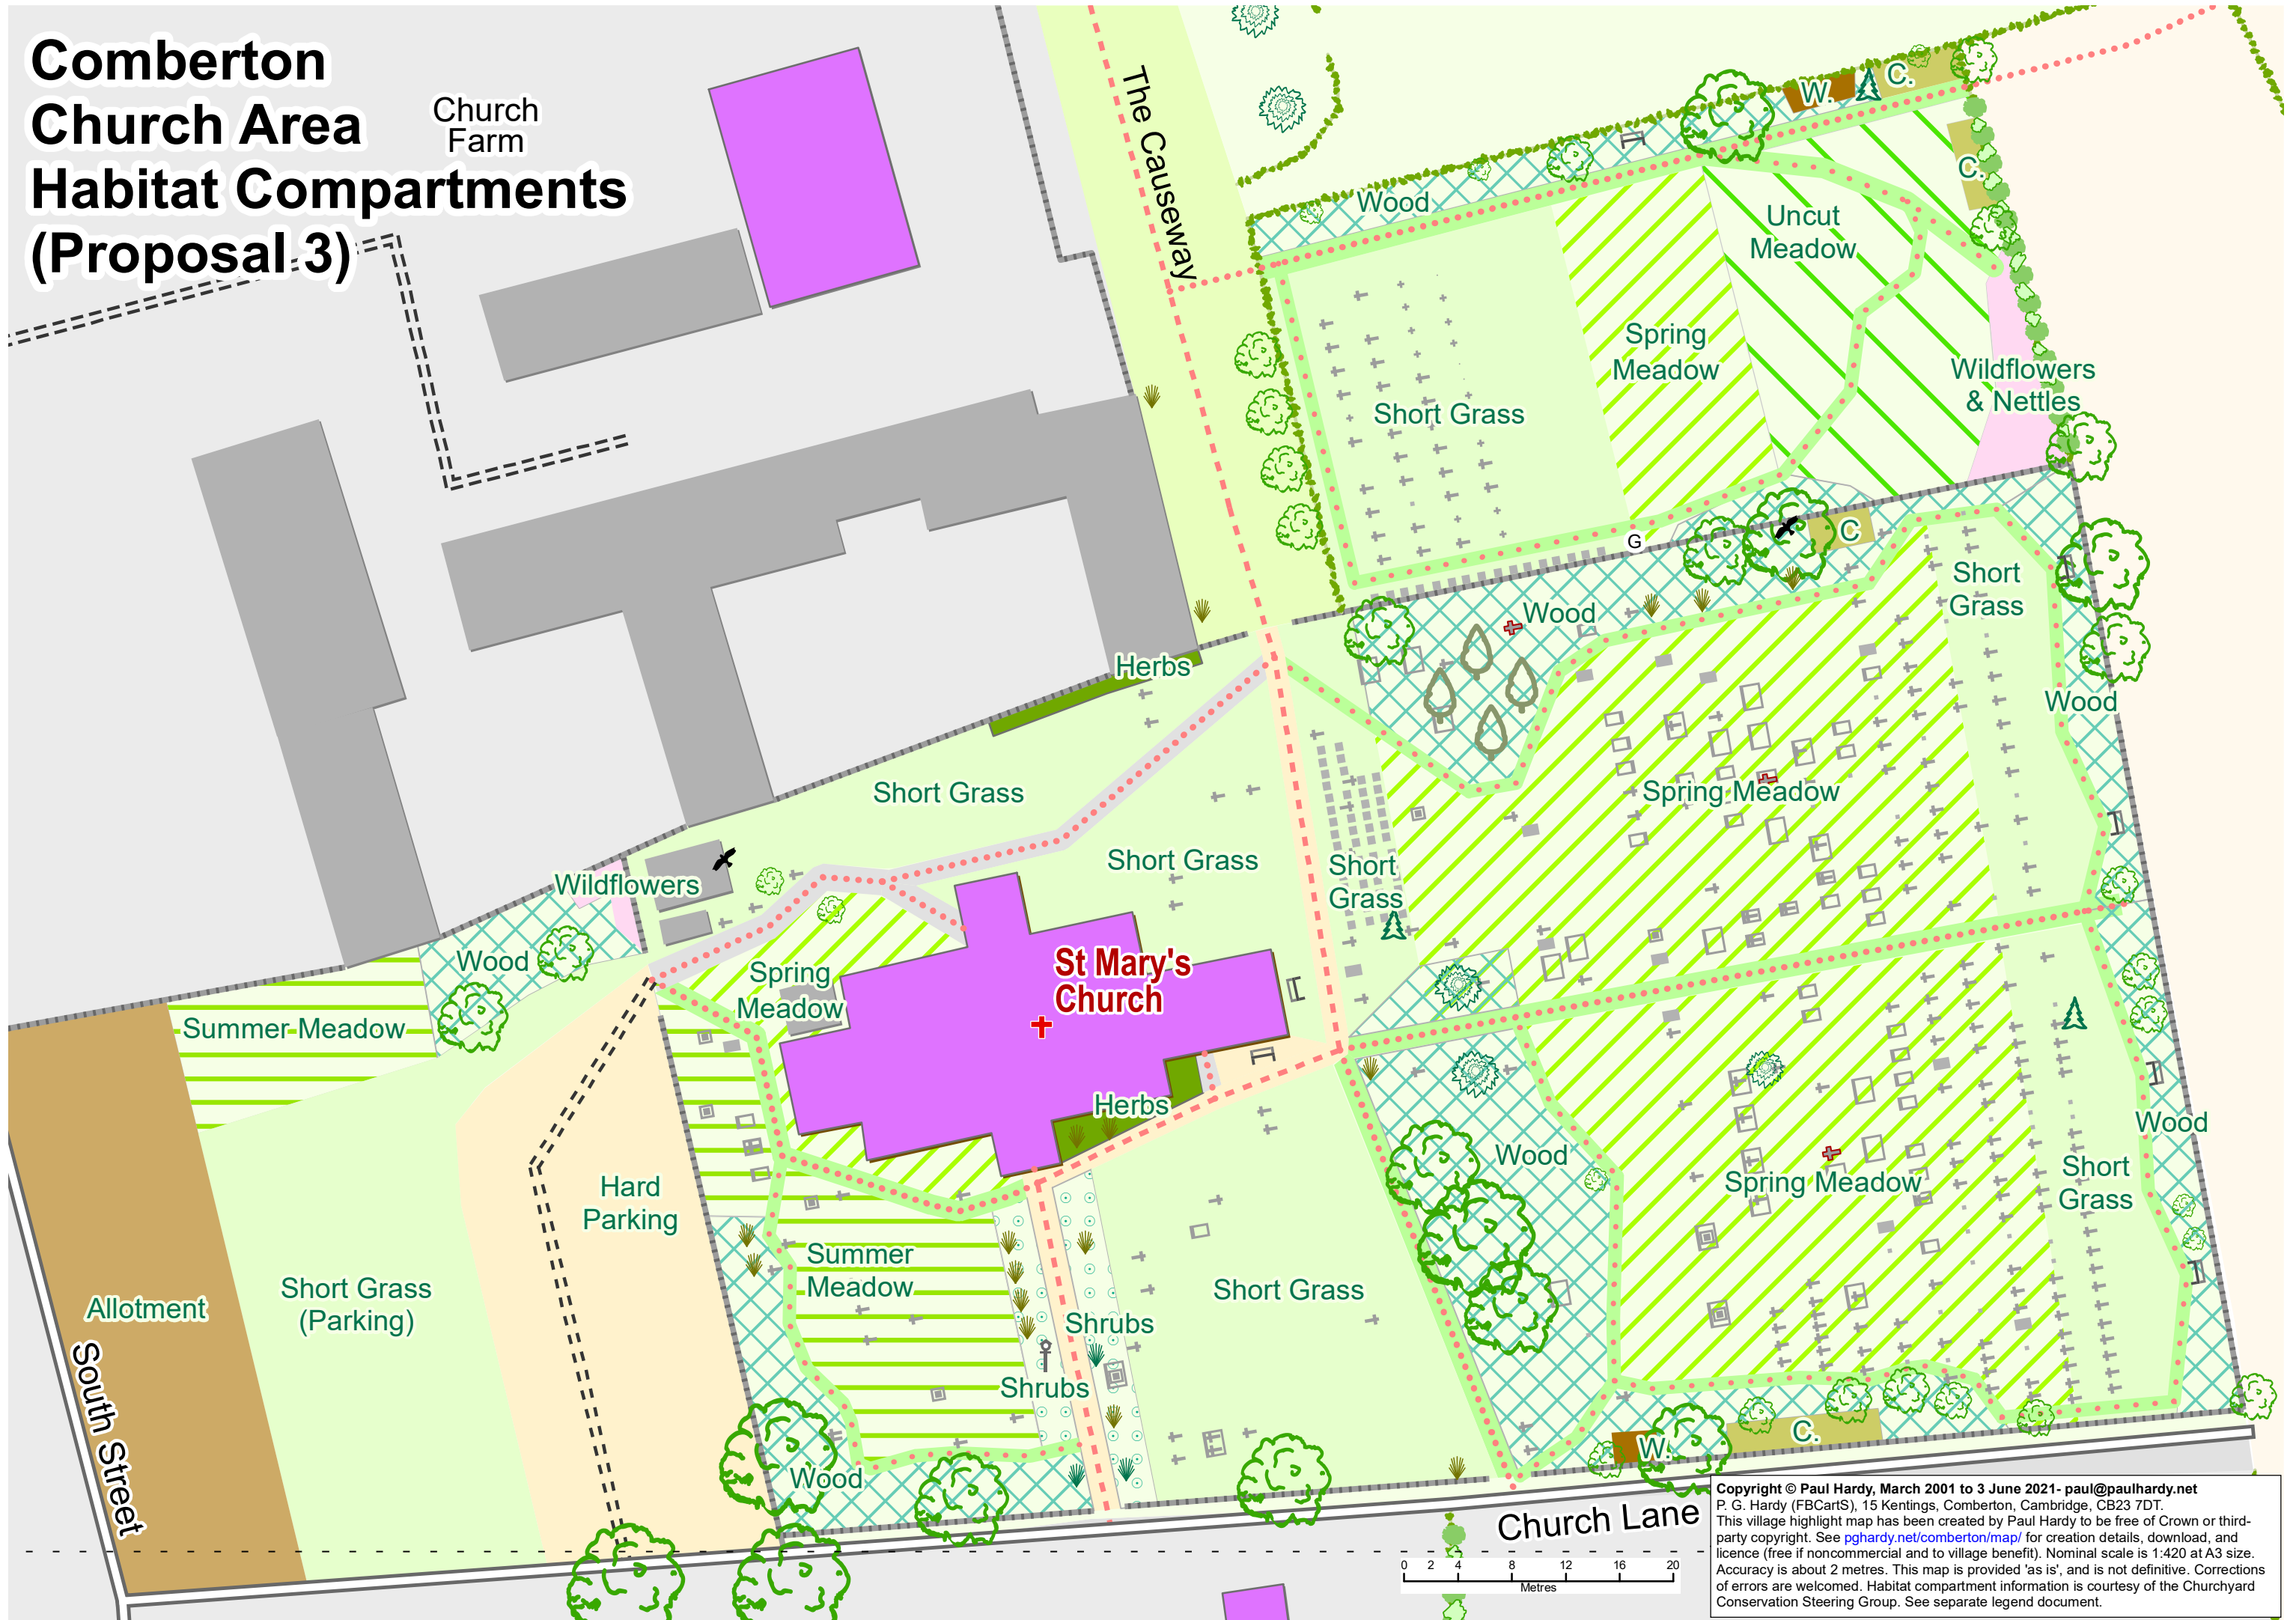 Comberton
Church Area
Habitat Compartments
(Proposal 3)
Church
Farm
The Causeway
W.
C.
C.
Wood
Uncut
Meadow
Spring
Meadow
Wildflowers
& Nettles
Short Grass
G
C
Short
Grass
Wood
Herbs
Wood
Short Grass
Spring Meadow
Short Grass
Short
Grass
Wildflowers
Wood
Spring
Meadow
St Mary's
Church
Summer Meadow
Herbs
Wood
Wood
Hard
Parking
Spring Meadow
Short
Grass
Summer
Meadow
Short Grass
Allotment
Short Grass
(Parking)
Shrubs
Shrubs
South Street
Wood
W.
C.
Church Lane
0 2 4 8 12 16 20
Metres
Copyright © Paul Hardy, March 2001 to 3 June 2021- paul@paulhardy.net
P. G. Hardy (FBCartS), 15 Kentings, Comberton, Cambridge, CB23 7DT.
This village highlight map has been created by Paul Hardy to be free of Crown or third-
party copyright. See pghardy.net/comberton/map/ for creation details, download, and
licence (free if noncommercial and to village benefit). Nominal scale is 1:420 at A3 size.
Accuracy is about 2 metres. This map is provided 'as is', and is not definitive. Corrections
of errors are welcomed. Habitat compartment information is courtesy of the Churchyard
Conservation Steering Group. See separate legend document.